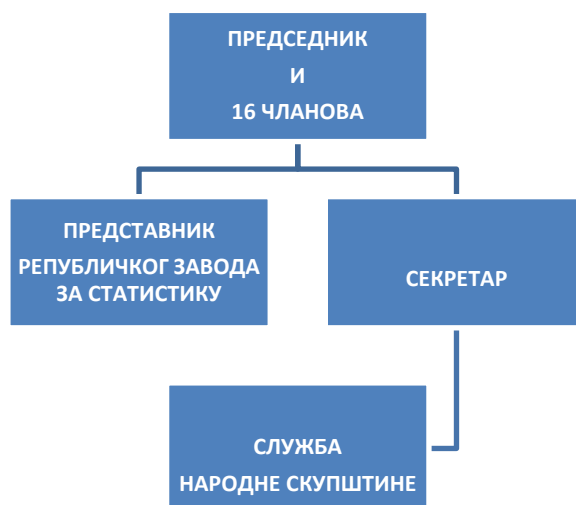 ПРЕДСЕДНИК
И
16 ЧЛАНОВА
ПРЕДСТАВНИК
РЕПУБЛИЧКОГ ЗАВОДА
ЗА СТАТИСТИКУ
СЕКРЕТАР
СЛУЖБА
НАРОДНЕ СКУПШТИНЕ